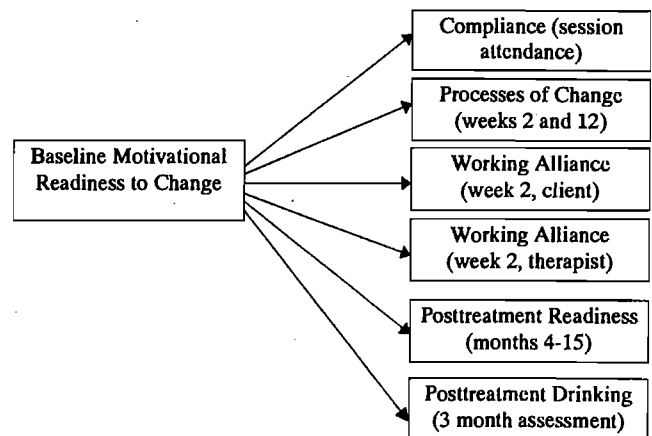 Compliance (session
attendance)
Processes of Change
(weeks 2 and 12)
Baseline Motivational
Readiness to Change
Working Alliance
(week 2, client)
Working Alliance
(week 2, therapist)
Posttreatment Readiness
(months 4-15)
Posttreatment Drinking
(3 month assessment)